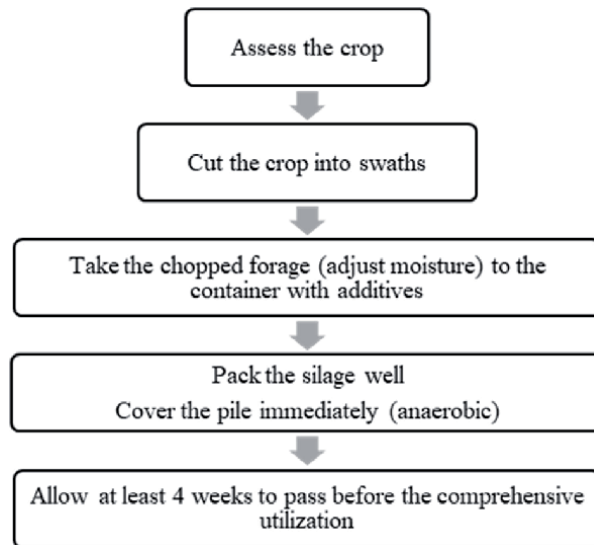 Assess the crop
Cut the crop into swaths
Take the chopped forage (adjust moisture) to the
container with additives
Pack the silage well
Cover the pile immediately (anaerobic)
Allow at least 4 weeks to pass before the comprehensive
utilization